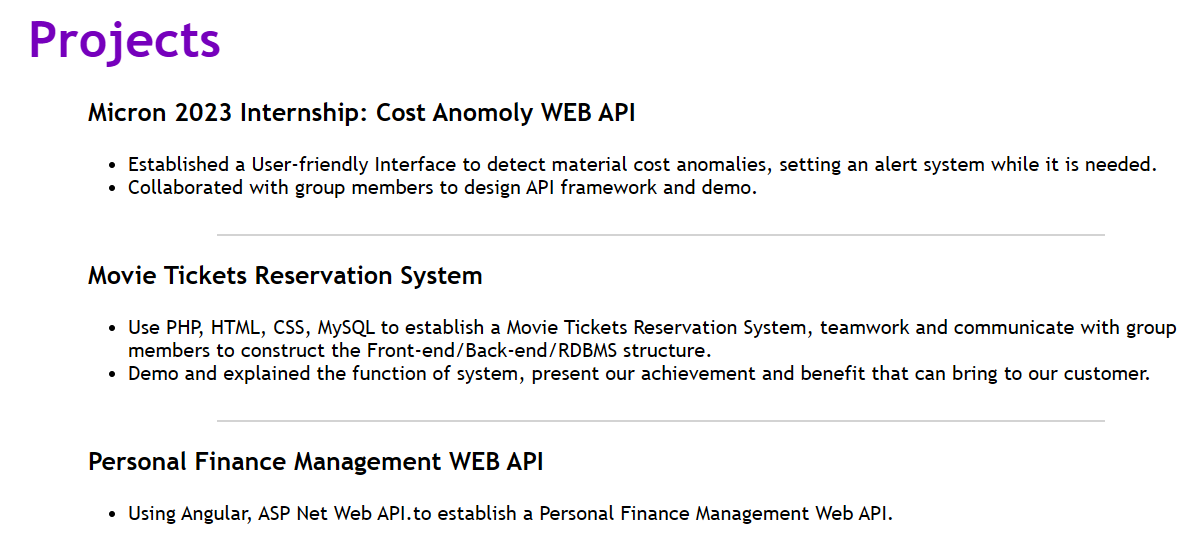 Projects
Micron 2023 Internship: Cost Anomoly WEB API
• Established a User-friendly Interface to detect material cost anomalies, setting an alert system while it is needed.
• Collaborated with group members to design API framework and demo.
Movie Tickets Reservation System
• Use PHP, HTML, CSS, MySQL to establish a Movie Tickets Reservation System, teamwork and communicate with group
members to construct the Front-end/Back-end/RDBMS structure.
• Demo and explained the function of system, present our achievement and benefit that can bring to our customer.
Personal Finance Management WEB API
• Using Angular, ASP Net Web API.to establish a Personal Finance Management Web API.